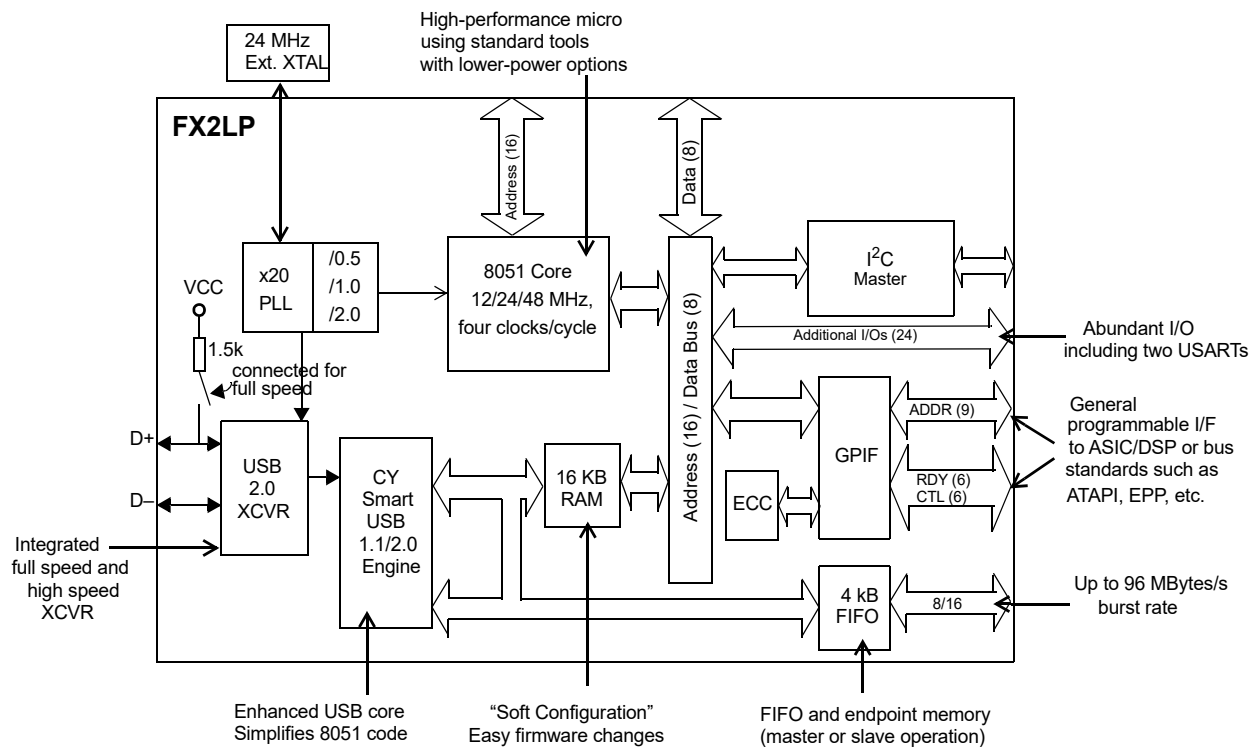 High-performance micro
using standard tools
with lower-power options
24 MHz
Ext. XTAL
FX2LP
Address (16)
Data (8)
x20
PLL
/0.5
/1.0
/2.0
8051 Core
12/24/48 MHz,
four clocks/cycle
I²C
Master
VCC
1.5k
connected for
full speed
Additional I/Os (24)
Abundant I/O
including two USARTs
Address (16) / Data Bus (8)
ADDR (9)
General
programmable I/F
to ASIC/DSP or bus
standards such as
ATAPI, EPP, etc.
D+
D–
USB
2.0
XCVR
CY
Smart
USB
1.1/2.0
Engine
16 KB
RAM
ECC
GPIF
RDY (6)
CTL (6)
Integrated
full speed and
high speed
XCVR
4 kB
FIFO
8/16
Up to 96 MBytes/s
burst rate
Enhanced USB core
Simplifies 8051 code
“Soft Configuration”
Easy firmware changes
FIFO and endpoint memory
(master or slave operation)